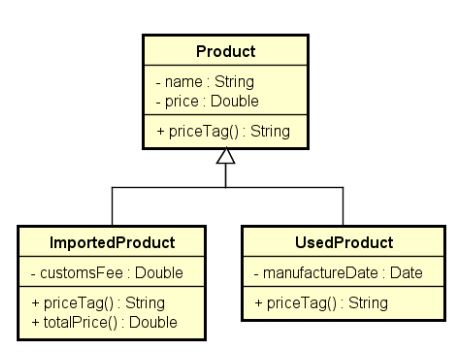 Product
- name : String
- price : Double
+ priceTag() : String
ImportedProduct
- customsFee : Double
+ priceTag() : String
+ totalPrice() : Double
UsedProduct
- manufactureDate : Date
+ priceTag() : String